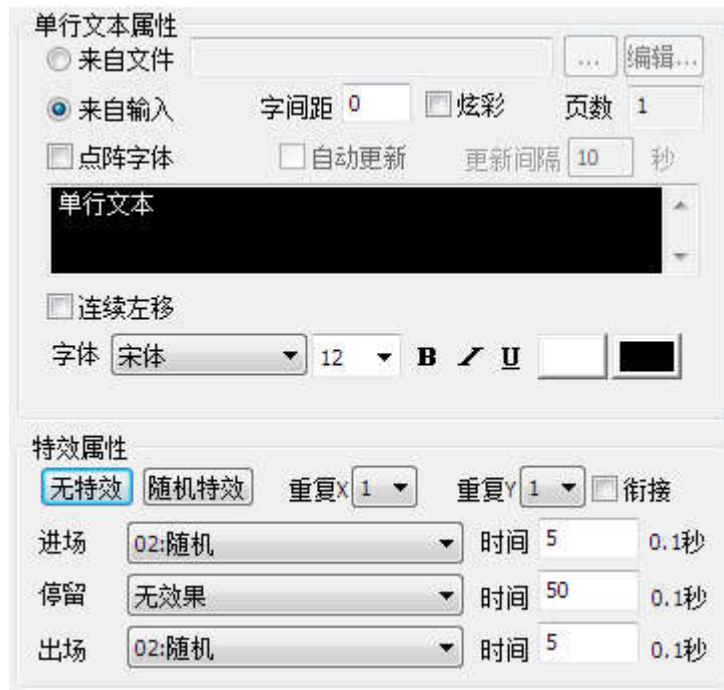 单行文本属性
来自文件 ... 编辑...
来自输入 字间距 0 炫彩 页数 1
点阵字体 自动更新 更新间隔 10 秒
单行文本
连续左移
字体 宋体 12 B I U
特效属性
无特效 随机特效 重复X 1 重复Y 1 衔接
进场 02:随机 时间 5 0.1秒
停留 无效果 时间 50 0.1秒
出场 02:随机 时间 5 0.1秒